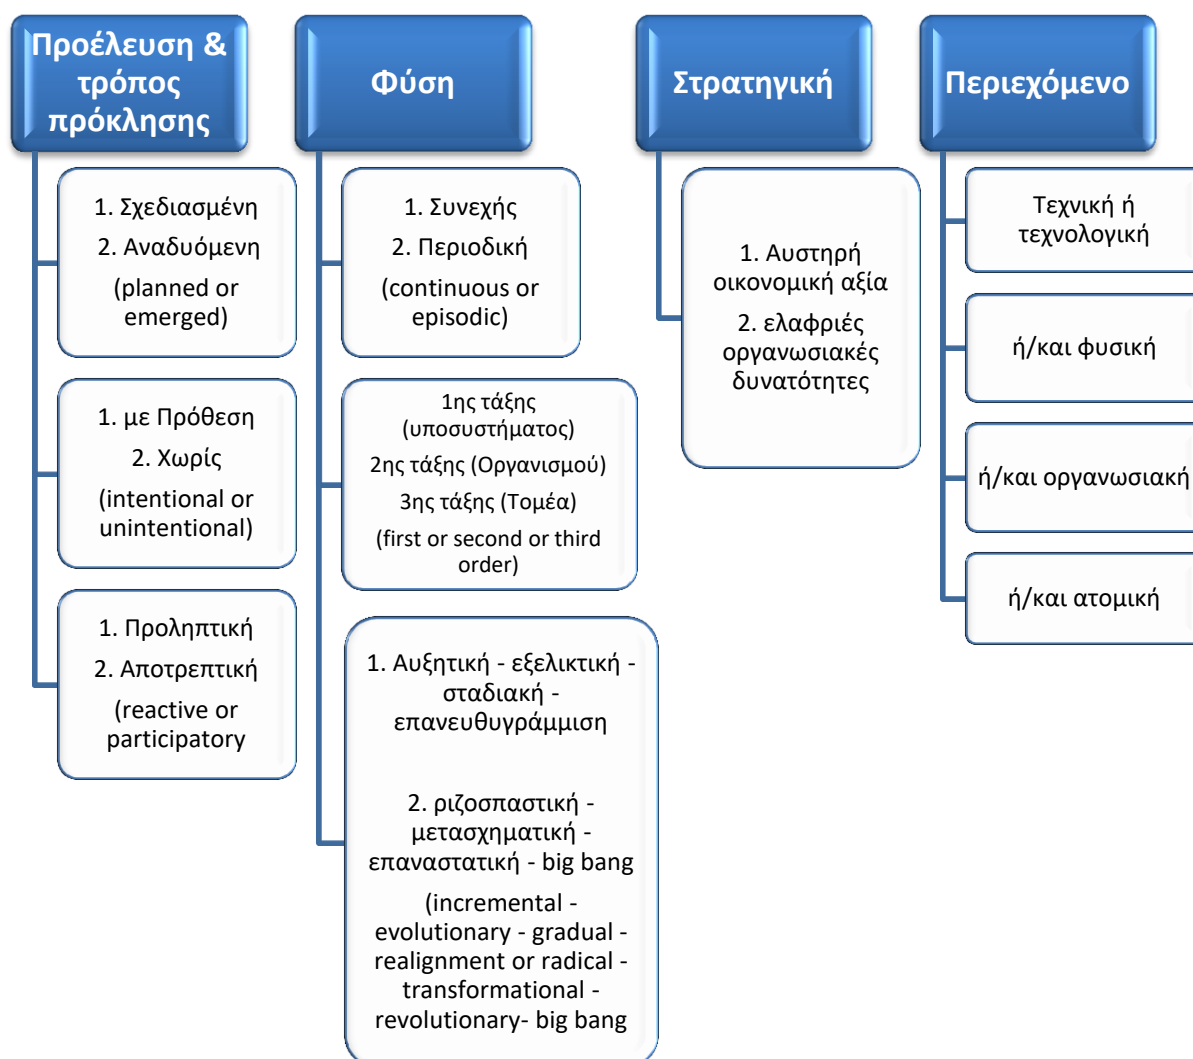 Προέλευση &
τρόπος
πρόκλησης
1. Σχεδιασμένη
2. Αναδυόμενη
(planned or
emerged)
1. με Πρόθεση
2. Χωρίς
(intentional or
unintentional)
1. Προληπτική
2. Αποτρεπτική
(reactive or
participatory
Φύση
1. Συνεχής
2. Περιοδική
(continuous or
episodic)
1ης τάξης
(υποσυστήματος)
2ης τάξης (Οργανισμού)
3ης τάξης (Τομέα)
(first or second or third
order)
1. Αυξητική - εξελικτική -
σταδιακή -
επανευθυγράμμιση
2. ριζοσπαστική -
μετασχηματική -
επαναστατική - big bang
(incremental -
evolutionary - gradual -
realignment or radical -
transformational -
revolutionary- big bang
Στρατηγική
1. Αυστηρή
οικονομική αξία
2. ελαφριές
οργανωσιακές
δυνατότητες
Περιεχόμενο
Τεχνική ή
τεχνολογική
ή/και φυσική
ή/και οργανωσιακή
ή/και ατομική